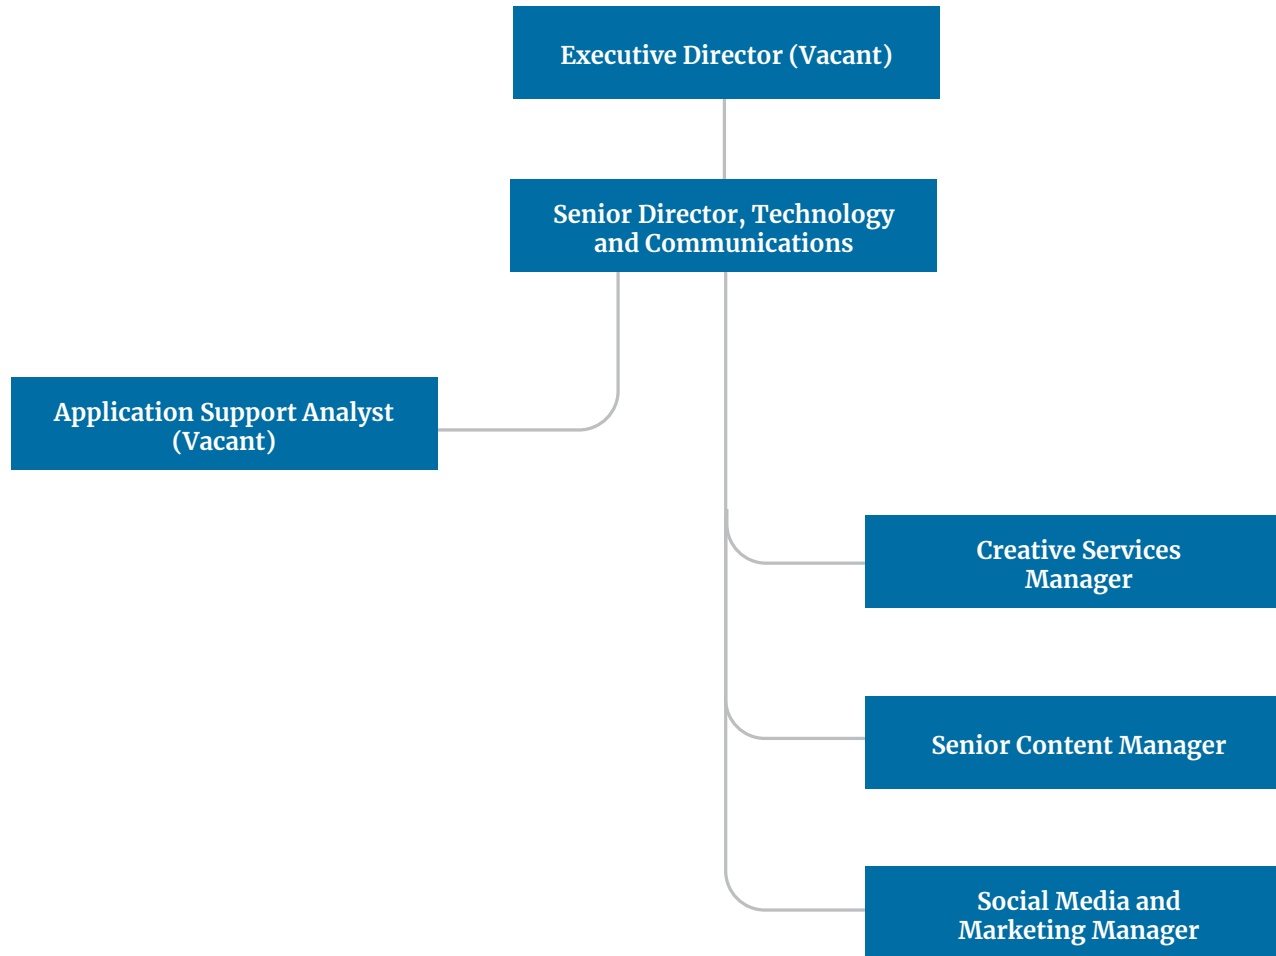 Executive Director (Vacant)
Senior Director, Technology
and Communications
Application Support Analyst
(Vacant)
Creative Services
Manager
Senior Content Manager
Social Media and
Marketing Manager